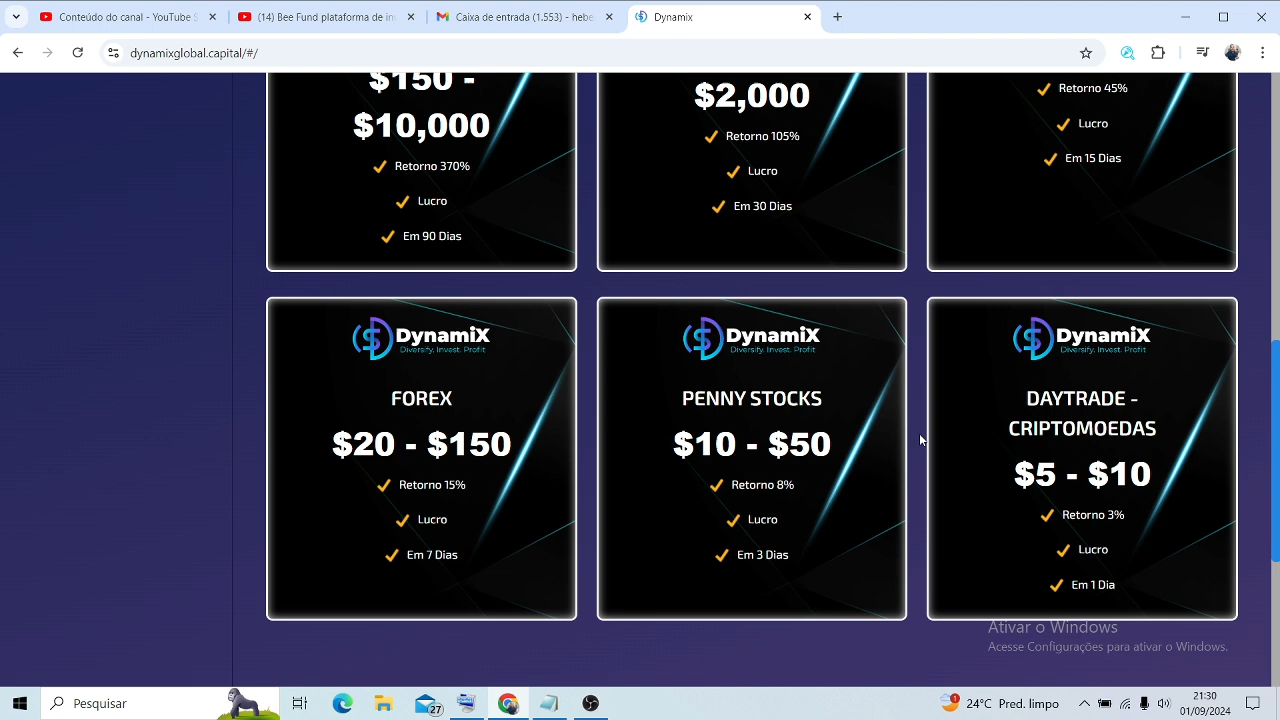 Conteúdo do canal - YouTube S
(14) Bee Fund plataforma de in
Caixa de entrada (1.553) - hebe
Dynamix
dynamixglobal.capital/#/
$150 -
$10,000
Retorno 370%
Lucro
Em 90 Dias
$2,000
Retorno 105%
Lucro
Em 30 Dias
Retorno 45%
Lucro
Em 15 Dias
DynamiX
Diversify. Invest. Profit
FOREX
$20 - $150
Retorno 15%
Lucro
Em 7 Dias
DynamiX
Diversify. Invest. Profit
PENNY STOCKS
$10 - $50
Retorno 8%
Lucro
Em 3 Dias
DynamiX
Diversify. Invest. Profit
DAYTRADE -
CRIPTOMOEDAS
$5 - $10
Retorno 3%
Lucro
Em 1 Dia
Ativar o Windows
Acesse Configurações para ativar o Windows.
Pesquisar
27
1
24°C Pred. limpo
21:30
01/09/2024